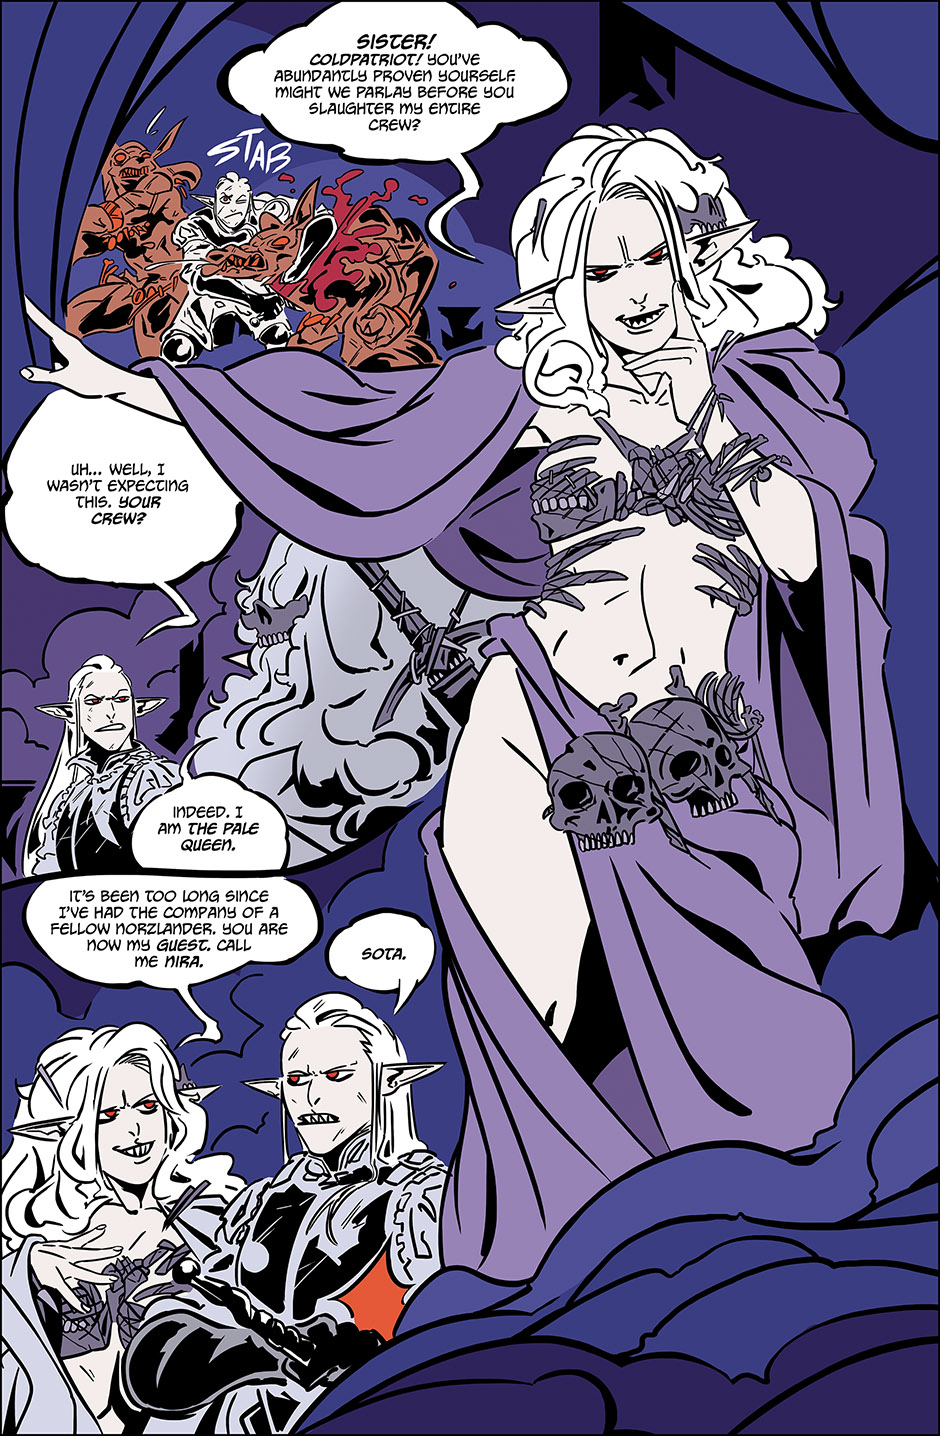 SISTER!
COLDPATRIOT! YOU'VE
ABUNDANTLY PROVEN YOURSELF.
MIGHT WE PARLAY BEFORE YOU
SLAUGHTER MY ENTIRE
CREW?
STAB
UH... WELL, I
WASN'T EXPECTING
THIS. YOUR
CREW?
INDEED. I
AM THE PALE
QUEEN.
IT'S BEEN TOO LONG SINCE
I'VE HAD THE COMPANY OF A
FELLOW NORZLANDER. YOU ARE
NOW MY GUEST. CALL
ME NIRA.
SOTA.